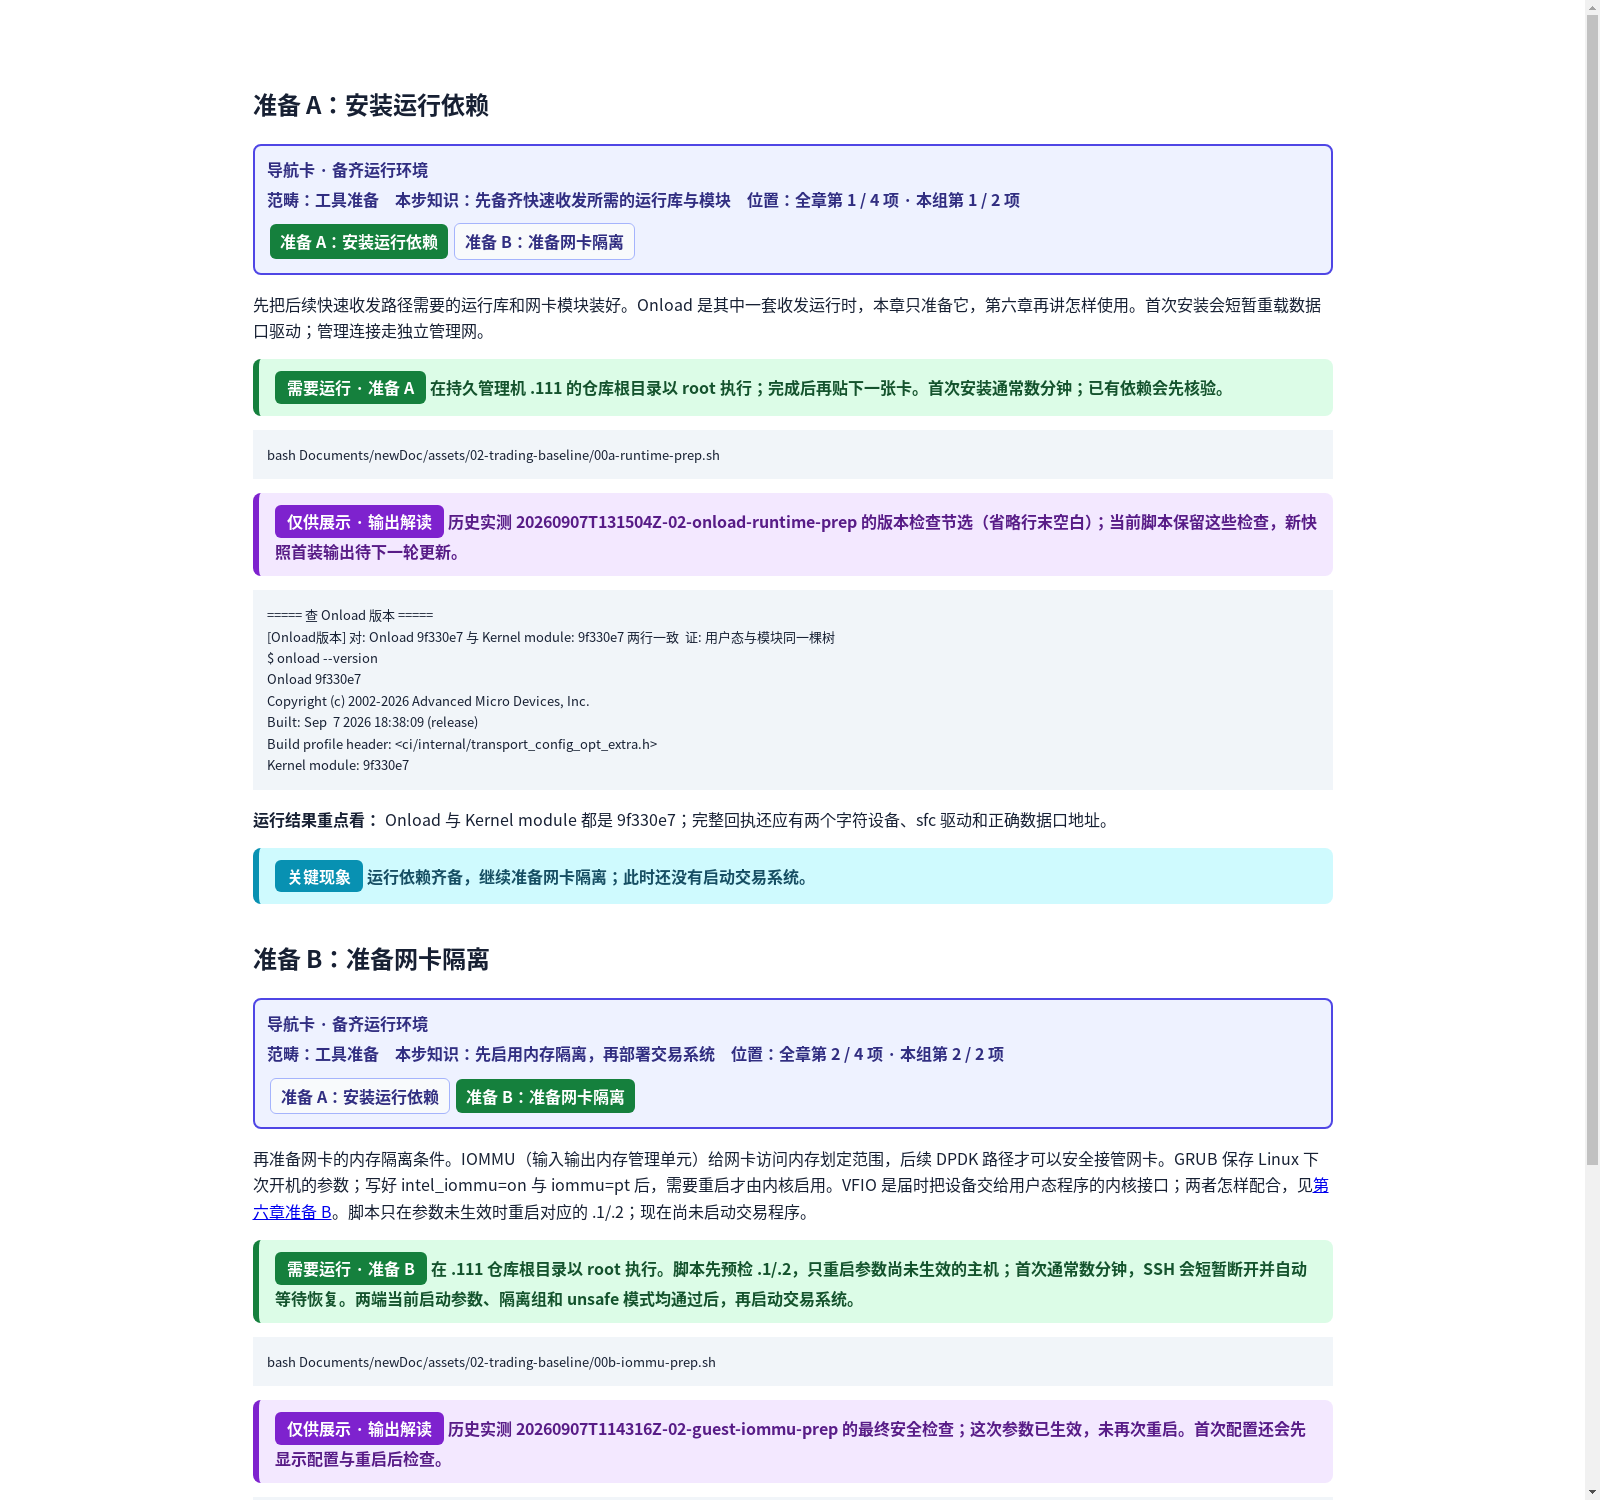 准备 A：安装运行依赖
导航卡 · 备齐运行环境
范畴：工具准备　本步知识：先备齐快速收发所需的运行库与模块　位置：全章第 1 / 4 项 · 本组第 1 / 2 项
准备 A：安装运行依赖 准备 B：准备网卡隔离
先把后续快速收发路径需要的运行库和网卡模块装好。Onload 是其中一套收发运行时，本章只准备它，第六章再讲怎样使用。首次安装会短暂重载数据
口驱动；管理连接走独立管理网。
需要运行 · 准备 A 在持久管理机 .111 的仓库根目录以 root 执行；完成后再贴下一张卡。首次安装通常数分钟；已有依赖会先核验。
bash Documents/newDoc/assets/02-trading-baseline/00a-runtime-prep.sh
仅供展示 · 输出解读 历史实测 20260907T131504Z-02-onload-runtime-prep 的版本检查节选（省略行末空白）；当前脚本保留这些检查，新快
照首装输出待下一轮更新。
===== 查 Onload 版本 =====
[Onload版本] 对: Onload 9f330e7 与 Kernel module: 9f330e7 两行一致  证: 用户态与模块同一棵树
$ onload --version
Onload 9f330e7
Copyright (c) 2002-2026 Advanced Micro Devices, Inc.
Built: Sep  7 2026 18:38:09 (release)
Build profile header: <ci/internal/transport_config_opt_extra.h>
Kernel module: 9f330e7
运行结果重点看： Onload 与 Kernel module 都是 9f330e7；完整回执还应有两个字符设备、sfc 驱动和正确数据口地址。
关键现象 运行依赖齐备，继续准备网卡隔离；此时还没有启动交易系统。
准备 B：准备网卡隔离
导航卡 · 备齐运行环境
范畴：工具准备　本步知识：先启用内存隔离，再部署交易系统　位置：全章第 2 / 4 项 · 本组第 2 / 2 项
准备 A：安装运行依赖 准备 B：准备网卡隔离
再准备网卡的内存隔离条件。IOMMU（输入输出内存管理单元）给网卡访问内存划定范围，后续 DPDK 路径才可以安全接管网卡。GRUB 保存 Linux 下
次开机的参数；写好 intel_iommu=on 与 iommu=pt 后，需要重启才由内核启用。VFIO 是届时把设备交给用户态程序的内核接口；两者怎样配合，见第
六章准备 B。脚本只在参数未生效时重启对应的 .1/.2；现在尚未启动交易程序。
需要运行 · 准备 B 在 .111 仓库根目录以 root 执行。脚本先预检 .1/.2，只重启参数尚未生效的主机；首次通常数分钟，SSH 会短暂断开并自动
等待恢复。两端当前启动参数、隔离组和 unsafe 模式均通过后，再启动交易系统。
bash Documents/newDoc/assets/02-trading-baseline/00b-iommu-prep.sh
仅供展示 · 输出解读 历史实测 20260907T114316Z-02-guest-iommu-prep 的最终安全检查；这次参数已生效，未再次重启。首次配置还会先
显示配置与重启后检查。